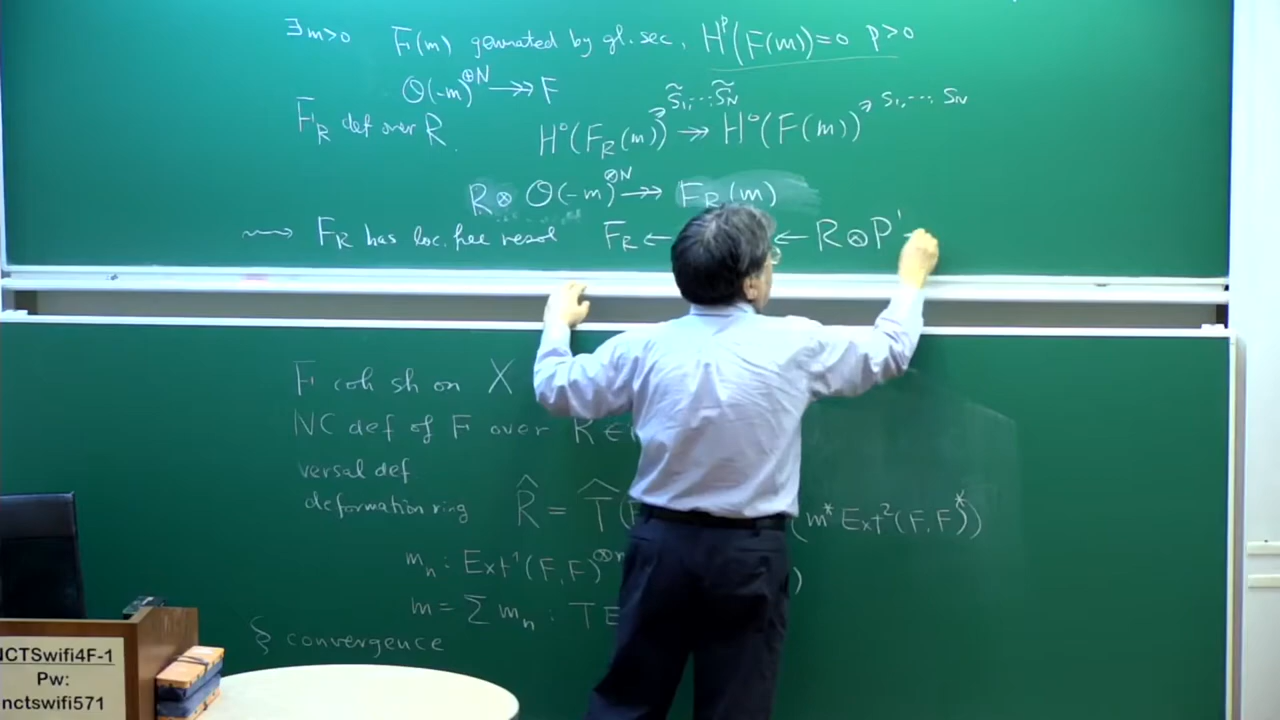 ∃m>0 F(m) generated by gl. sec, H^p(F(m))=0 p>0
O(-m)^{⊕N} ↠ F
F_R def over R.
s̃_1, ... s̃_N s_1, ... s_N
H^0(F_R(m)) ↠ H^0(F(m))
R ⊗ O(-m)^{⊕N} ↠ F_R(m)
⇝ F_R has loc. free resol F_R ← ← R⊗P^1 ←
F coh sh on X
NC def of F over R ∈
versal def
deformation ring R̂ = T̂( (m* Ext^2(F,F)^*)
m_n : Ext^1(F,F)^{⊗n
m = Σ m_n : T
§ convergence
NCTSwifi4F-1
Pw:
nctswifi571